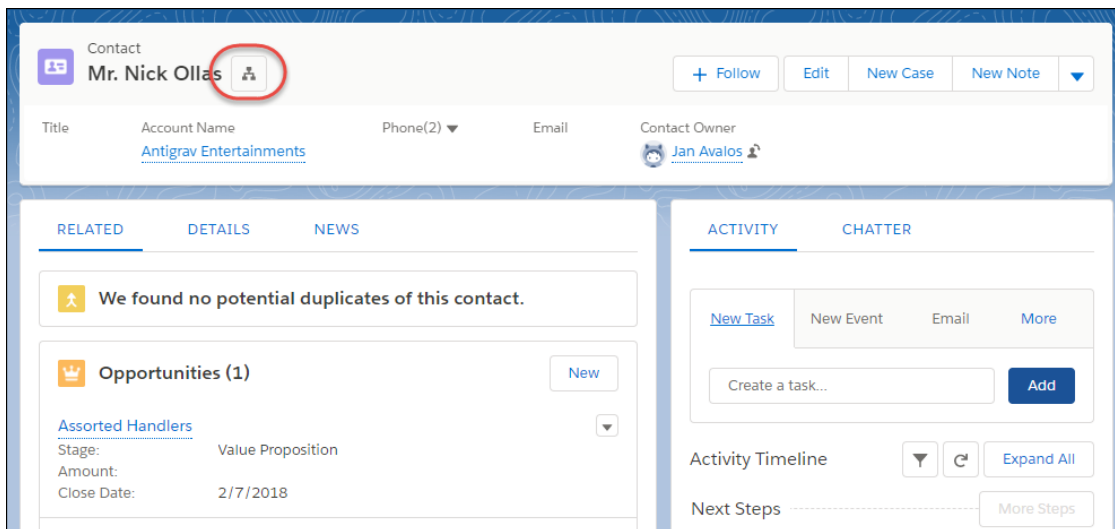 Contact
Mr. Nick Ollas
+ Follow
Edit
New Case
New Note
Title
Account Name
Phone(2)
Email
Contact Owner
Antigrav Entertainments
Jan Avalos
RELATED
DETAILS
NEWS
We found no potential duplicates of this contact.
Opportunities (1)
New
Assorted Handlers
Stage:
Value Proposition
Amount:
Close Date:
2/7/2018
ACTIVITY
CHATTER
New Task
New Event
Email
More
Create a task...
Add
Activity Timeline
Expand All
Next Steps
More Steps